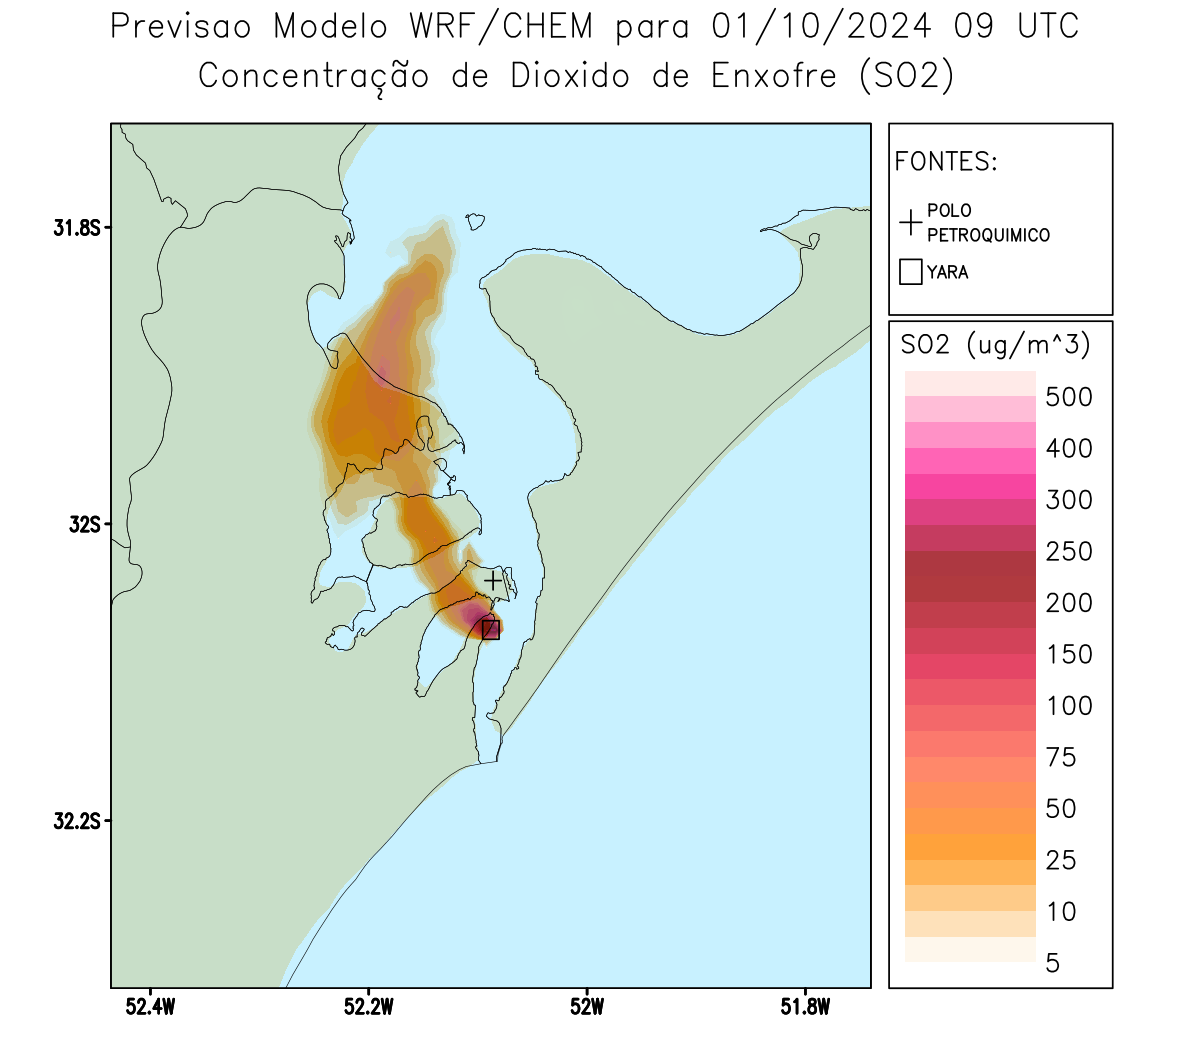 Previsao Modelo WRF/CHEM para 01/10/2024 09 UTC
Concentração de Dioxido de Enxofre (SO2)
FONTES:
POLO
PETROQUIMICO
YARA
SO2 (ug/m^3)
500
400
300
250
200
150
100
75
50
25
10
5
31.8S
32S
32.2S
52.4W
52.2W
52W
51.8W